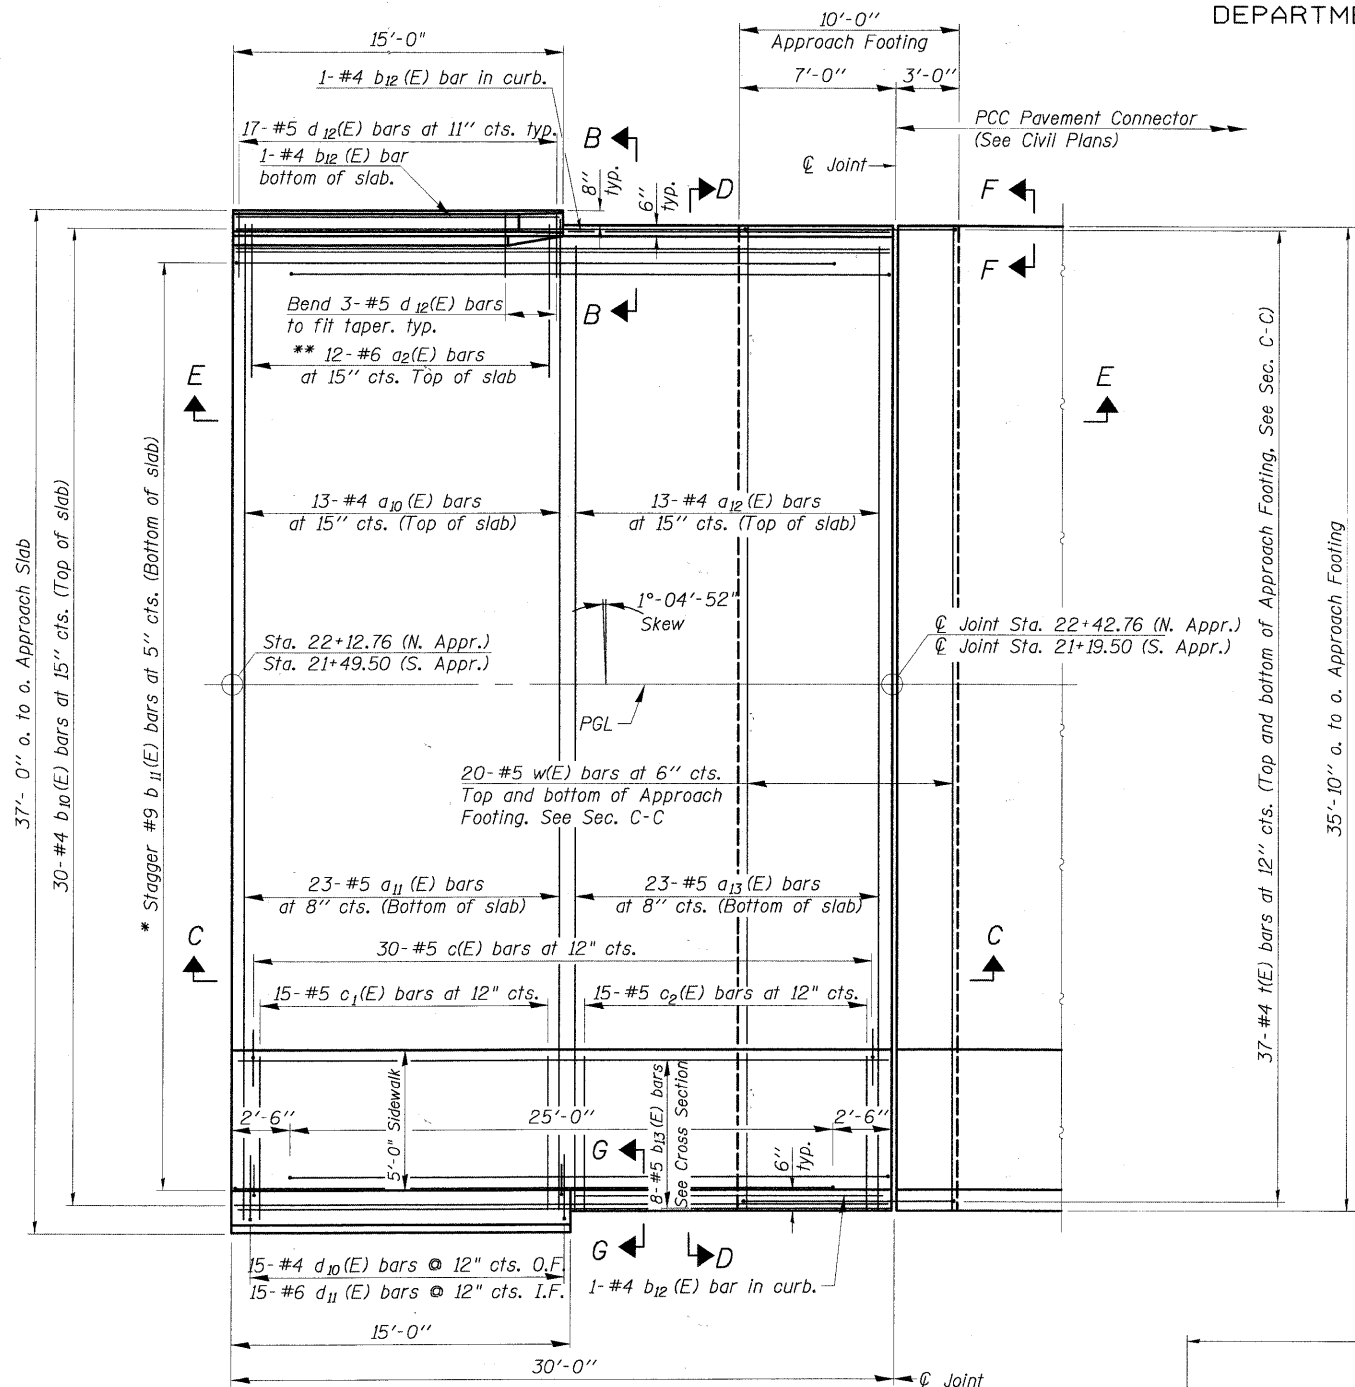 DEPARTME
10'-0"
Approach Footing
15'-0"
7'-0"
3'-0"
1-#4 b12 (E) bar in curb.
PCC Pavement Connector
(See Civil Plans)
17-#5 d12(E) bars at 11" cts. typ.
1-#4 b12 (E) bar
bottom of slab.
B
8"
typ.
6"
typ.
D
℄ Joint
F
F
B
Bend 3-#5 d12(E) bars
to fit taper. typ.
** 12-#6 a2(E) bars
at 15" cts. Top of slab
E
E
37'-0" o. to o. Approach Slab
30-#4 b10(E) bars at 15" cts. (Top of slab)
* Stagger #9 b11(E) bars at 5" cts. (Bottom of slab)
13-#4 a10 (E) bars
at 15" cts. (Top of slab)
13-#4 a12 (E) bars
at 15" cts. (Top of slab)
37-#4 t(E) bars at 12" cts. (Top and bottom of Approach Footing, See Sec. C-C)
35'-10" o. to o. Approach Footing
1°-04'-52"
Skew
Sta. 22+12.76 (N. Appr.)
Sta. 21+49.50 (S. Appr.)
℄ Joint Sta. 22+42.76 (N. Appr.)
℄ Joint Sta. 21+19.50 (S. Appr.)
PGL
20-#5 w(E) bars at 6" cts.
Top and bottom of Approach
Footing. See Sec. C-C
23-#5 a11 (E) bars
at 8" cts. (Bottom of slab)
23-#5 a13 (E) bars
at 8" cts. (Bottom of slab)
C
C
30-#5 c(E) bars at 12" cts.
15-#5 c1(E) bars at 12" cts.
15-#5 c2(E) bars at 12" cts.
5'-0" Sidewalk
8-#5 b13(E) bars
See Cross Section
2'-6"
25'-0"
2'-6"
G
6"
typ.
G
D
15-#4 d10(E) bars @ 12" cts. O.F.
15-#6 d11 (E) bars @ 12" cts. I.F.
1-#4 b12 (E) bar in curb.
15'-0"
30'-0"
℄ Joint